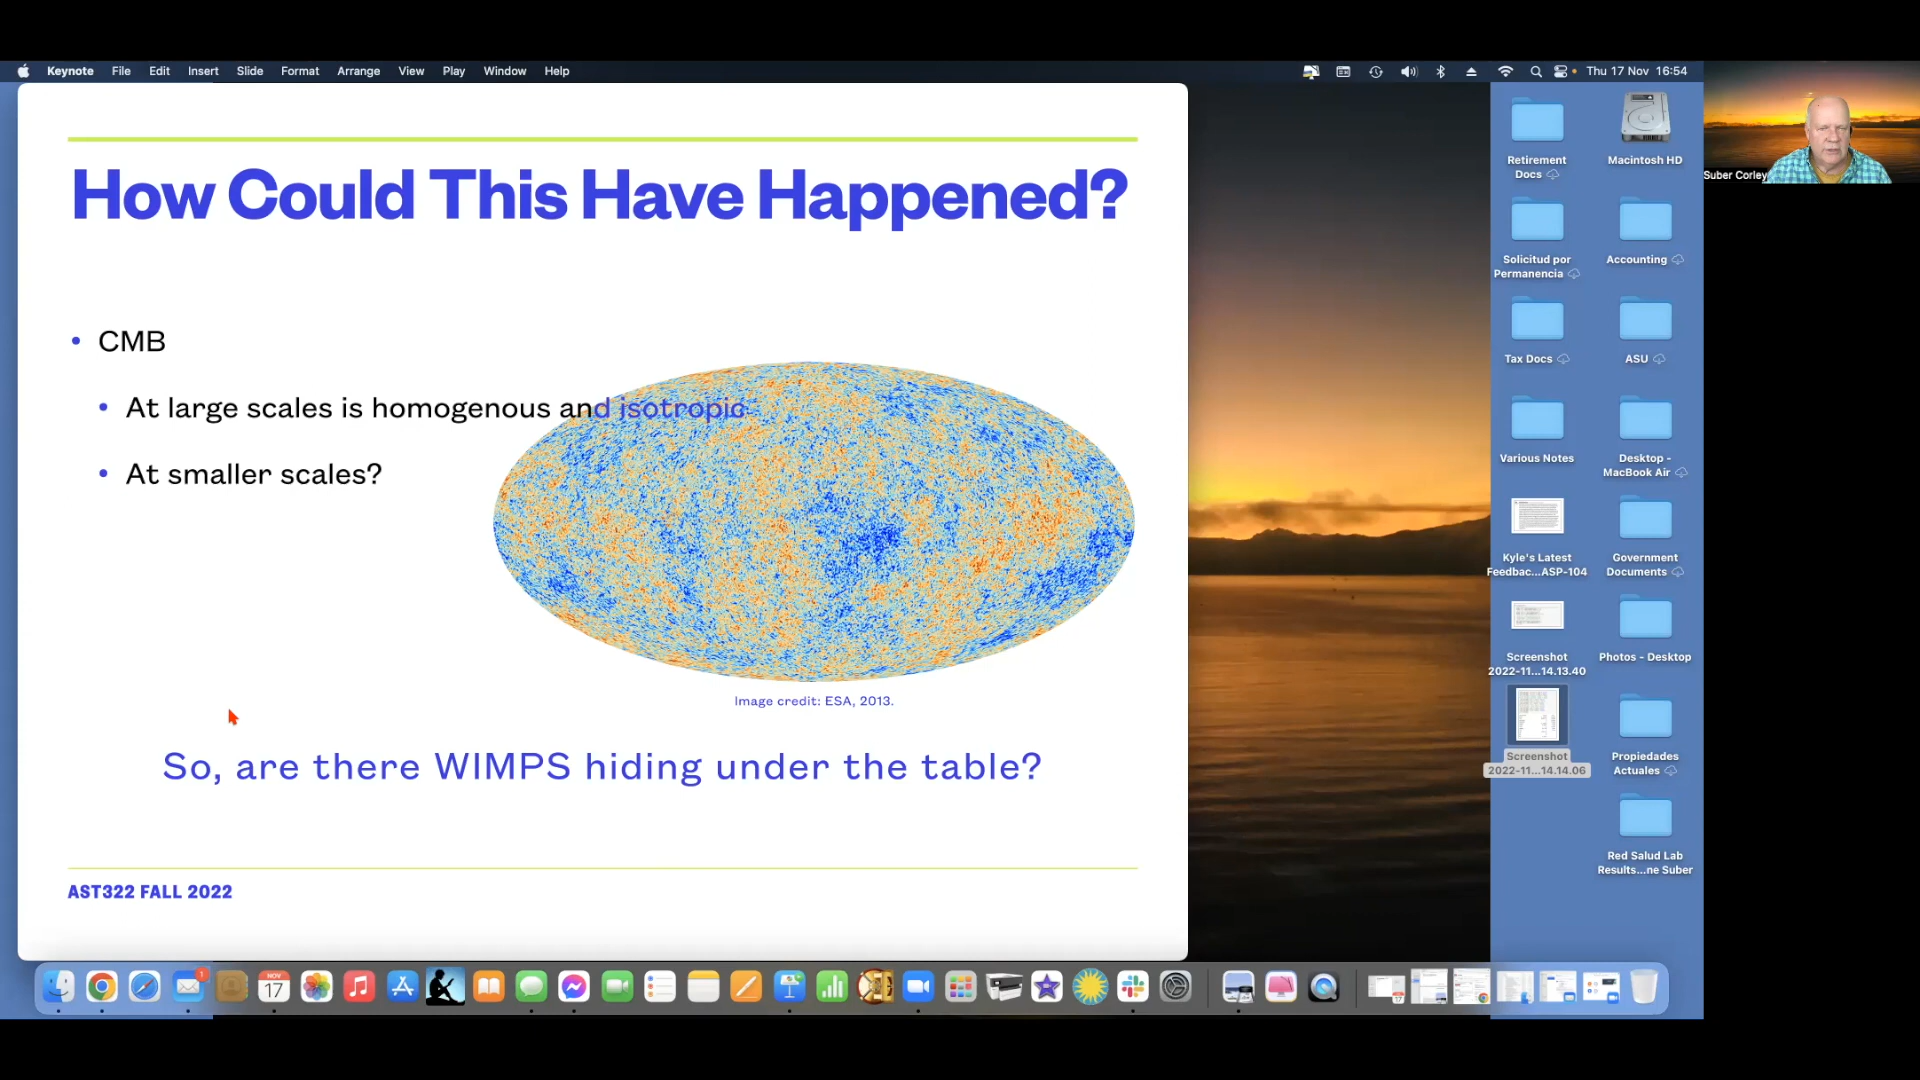 Keynote File Edit Insert Slide Format Arrange View Play Window Help
Thu 17 Nov 16:54
How Could This Have Happened?
• CMB
• At large scales is homogenous and isotropic
• At smaller scales?
Image credit: ESA, 2013.
So, are there WIMPS hiding under the table?
AST322 FALL 2022
Retirement
Docs
Macintosh HD
Solicitud por
Permanencia
Accounting
Tax Docs
ASU
Various Notes
Desktop -
MacBook Air
Kyle's Latest
Feedbac...ASP-104
Government
Documents
Screenshot
2022-11...14.13.40
Photos - Desktop
Screenshot
2022-11...14.14.06
Propiedades
Actuales
Red Salud Lab
Results...ne Suber
Suber Corley
1
NOV
17